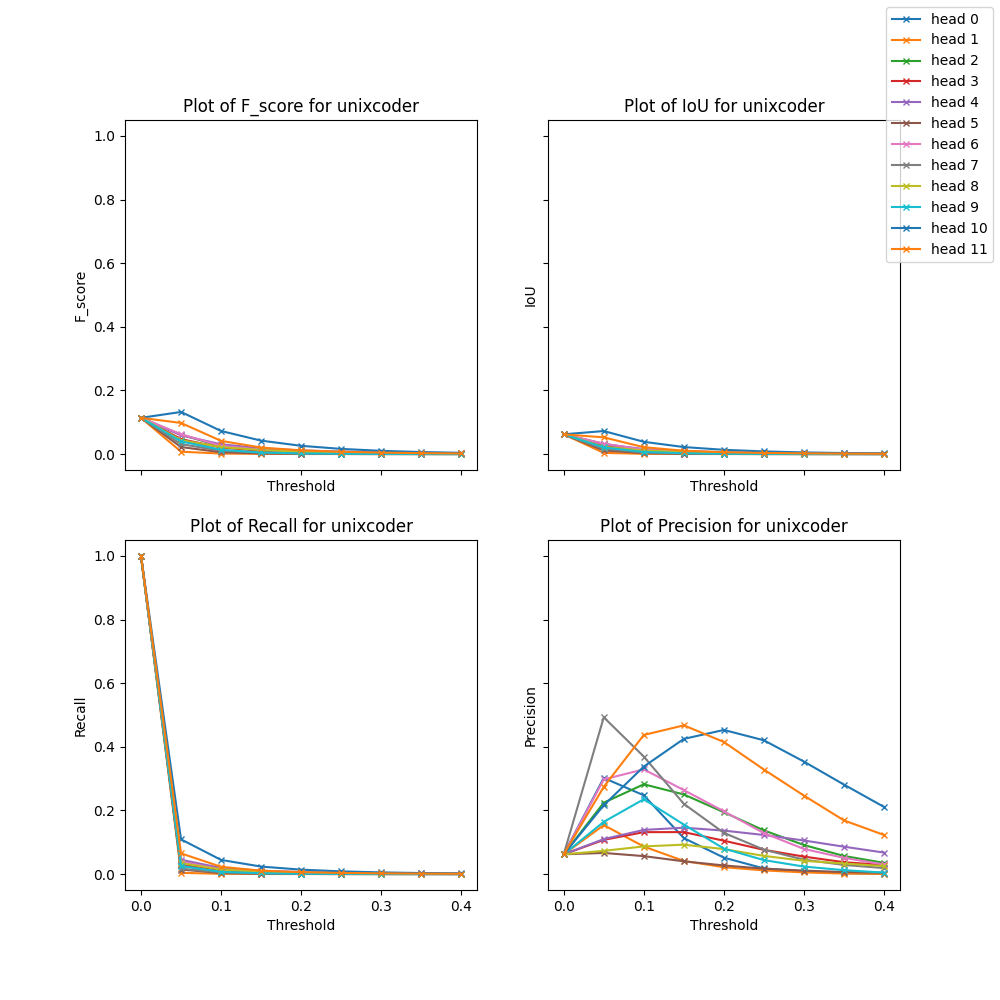 head 0
head 1
head 2
head 3
head 4
head 5
head 6
head 7
head 8
head 9
head 10
head 11
Plot of F_score for unixcoder
1.0
0.8
0.6
0.4
0.2
0.0
F_score
Threshold
Plot of IoU for unixcoder
IoU
Threshold
Plot of Recall for unixcoder
1.0
0.8
0.6
0.4
0.2
0.0
Recall
0.0 0.1 0.2 0.3 0.4
Threshold
Plot of Precision for unixcoder
Precision
0.0 0.1 0.2 0.3 0.4
Threshold